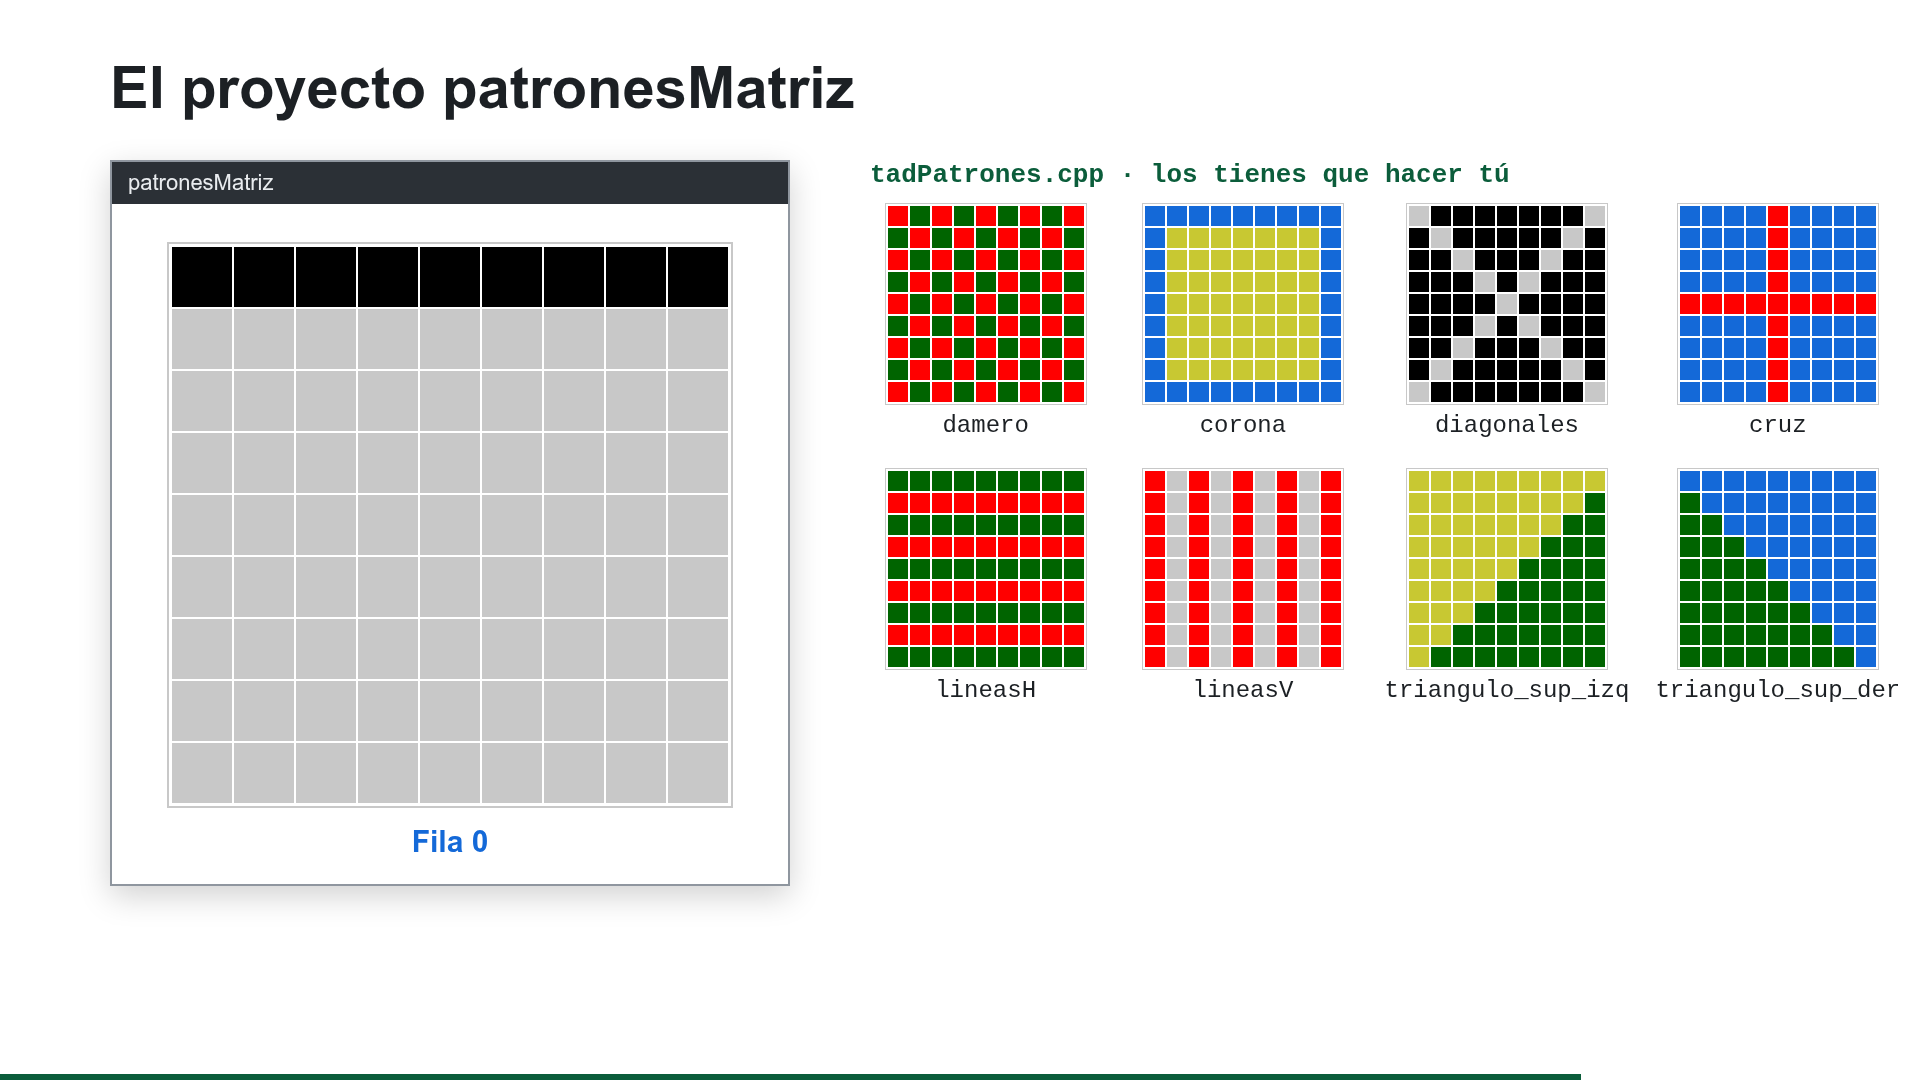 El proyecto patronesMatriz
patronesMatriz
Fila 0
tadPatrones.cpp · los tienes que hacer tú
damero
corona
diagonales
cruz
lineasH
lineasV
triangulo_sup_izq
triangulo_sup_der